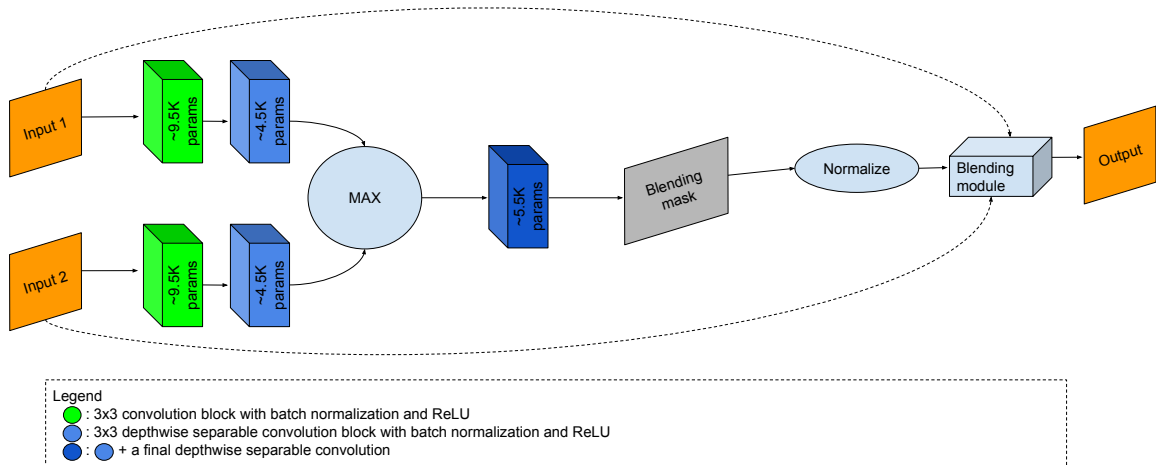 Input 1
~9.5K
params
~4.5K
params
MAX
~5.5K
params
Blending
mask
Normalize
Blending
module
Output
Input 2
~9.5K
params
~4.5K
params
Legend
: 3x3 convolution block with batch normalization and ReLU
: 3x3 depthwise separable convolution block with batch normalization and ReLU
: + a final depthwise separable convolution